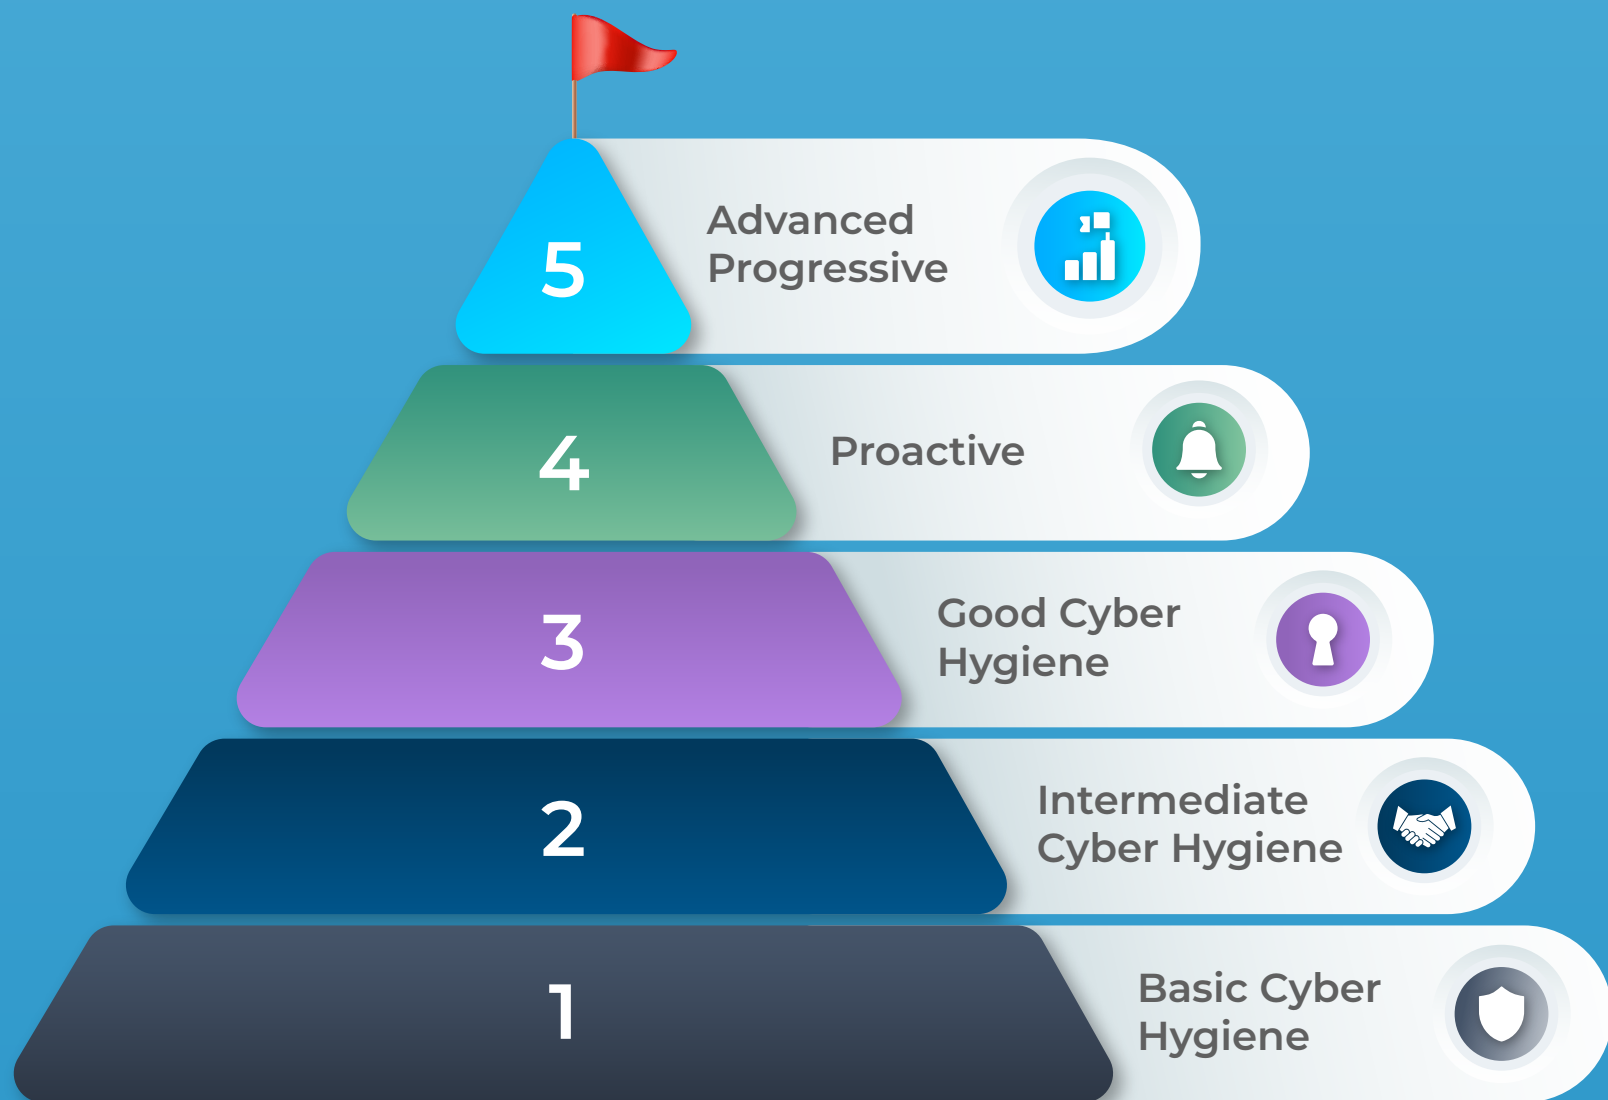 5
Advanced
Progressive
4
Proactive
3
Good Cyber
Hygiene
2
Intermediate
Cyber Hygiene
1
Basic Cyber
Hygiene